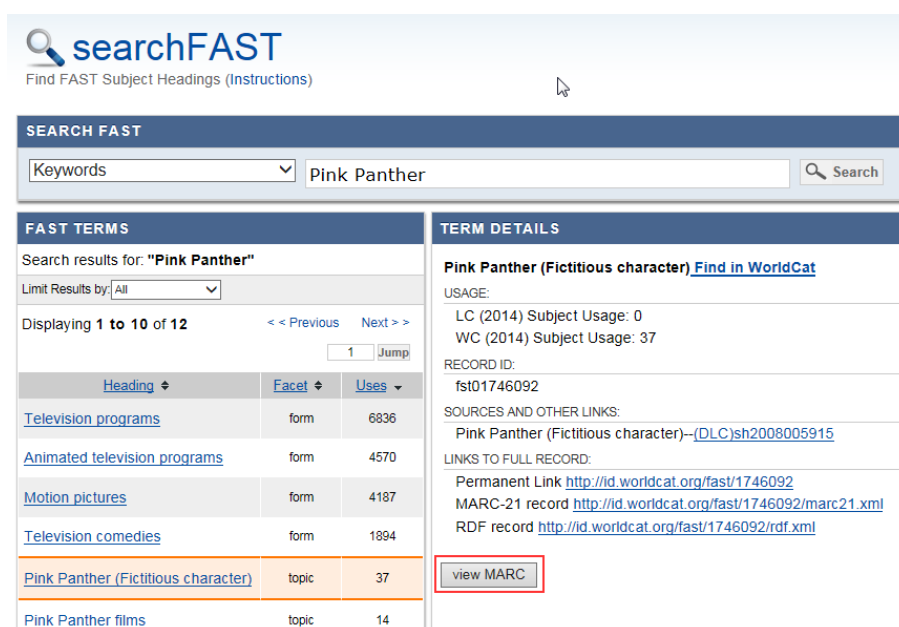 searchFAST
Find FAST Subject Headings (Instructions)
SEARCH FAST
Keywords
Pink Panther
Search
FAST TERMS
Search results for: "Pink Panther"
Limit Results by: All
Displaying 1 to 10 of 12 < < Previous Next > >
1 Jump
Heading Facet Uses
Television programs form 6836
Animated television programs form 4570
Motion pictures form 4187
Television comedies form 1894
Pink Panther (Fictitious character) topic 37
Pink Panther films topic 14
TERM DETAILS
Pink Panther (Fictitious character) Find in WorldCat
USAGE:
LC (2014) Subject Usage: 0
WC (2014) Subject Usage: 37
RECORD ID:
fst01746092
SOURCES AND OTHER LINKS:
Pink Panther (Fictitious character)--(DLC)sh2008005915
LINKS TO FULL RECORD:
Permanent Link http://id.worldcat.org/fast/1746092
MARC-21 record http://id.worldcat.org/fast/1746092/marc21.xml
RDF record http://id.worldcat.org/fast/1746092/rdf.xml
view MARC